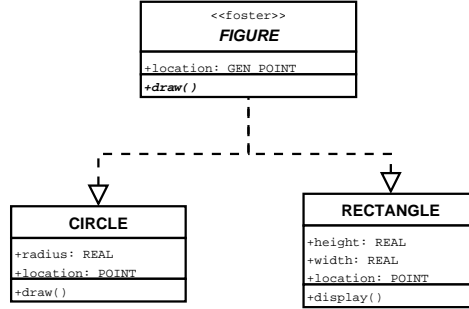 <<foster>>
FIGURE
+location: GEN_POINT
+draw()
CIRCLE
+radius: REAL
+location: POINT
+draw()
RECTANGLE
+height: REAL
+width: REAL
+location: POINT
+display()